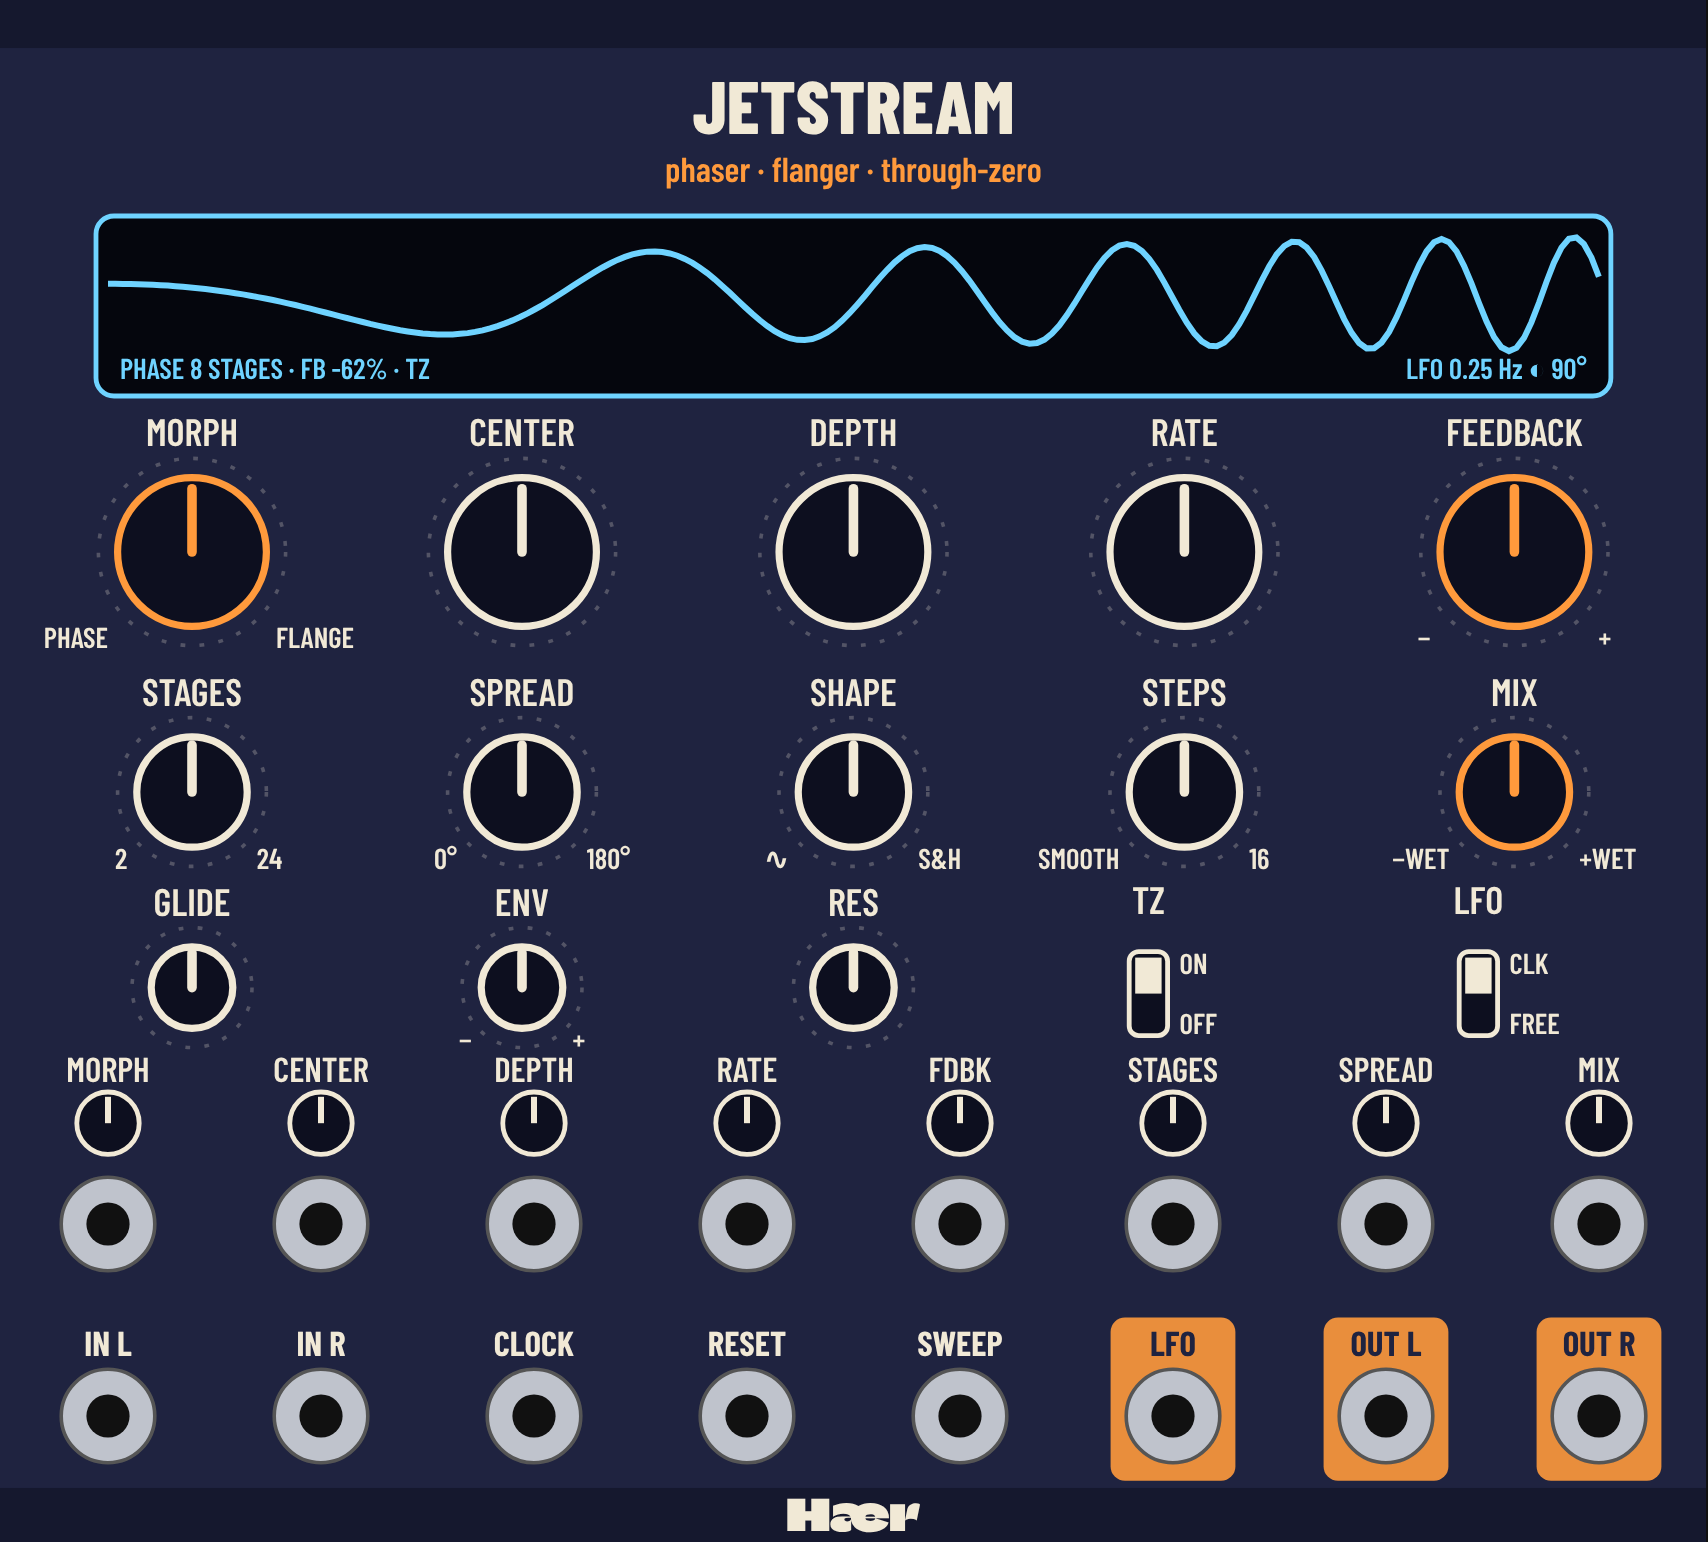 JETSTREAM
phaser · flanger · through-zero
PHASE 8 STAGES · FB -62% · TZ LFO 0.25 Hz 90°
MORPH CENTER DEPTH RATE FEEDBACK
PHASE FLANGE − +
STAGES SPREAD SHAPE STEPS MIX
2 24 0° 180° ∿ S&H SMOOTH 16 −WET +WET
GLIDE ENV RES TZ LFO
ON CLK
OFF FREE
− +
MORPH CENTER DEPTH RATE FDBK STAGES SPREAD MIX
IN L IN R CLOCK RESET SWEEP LFO OUT L OUT R
Hær